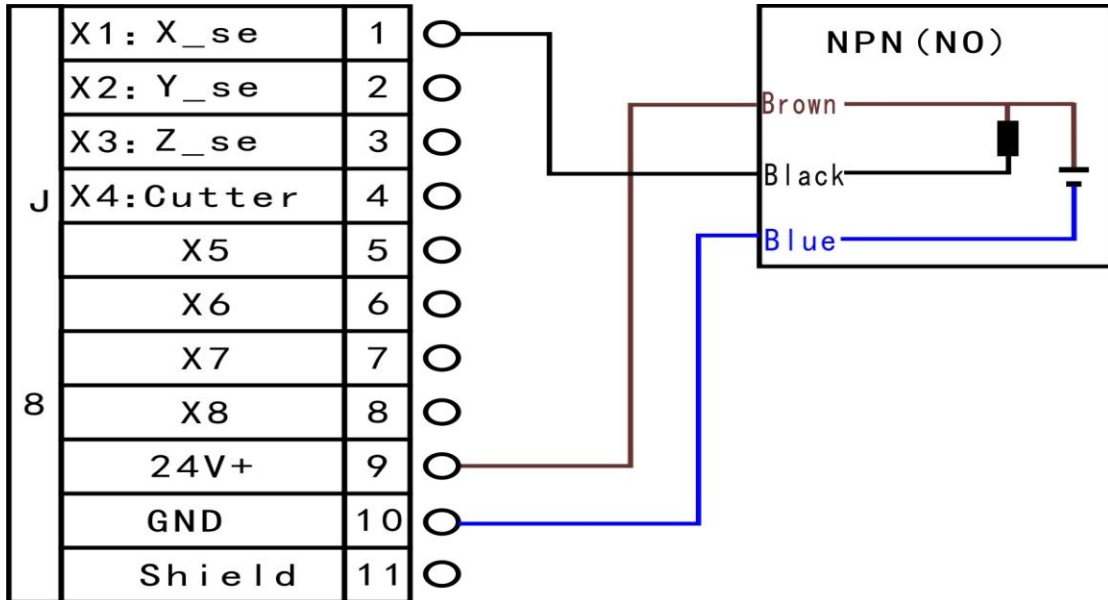 J8
X1: X_se 1
X2: Y_se 2
X3: Z_se 3
X4:Cutter 4
X5 5
X6 6
X7 7
X8 8
24V+ 9
GND 10
Shield 11
NPN (NO)
Brown
Black
Blue